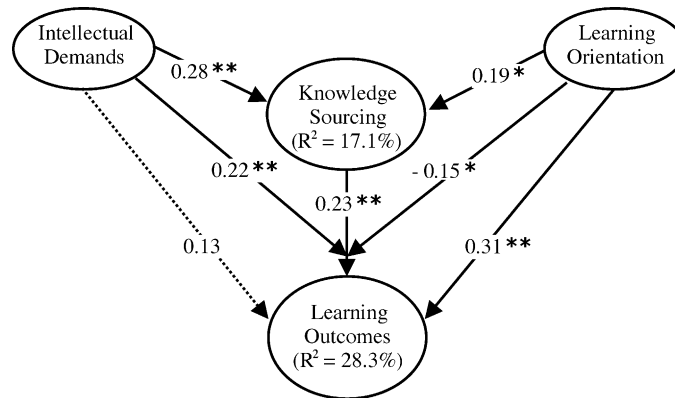 Intellectual
Demands
Learning
Orientation
0.28 **
0.19 *
Knowledge
Sourcing
(R² = 17.1%)
0.22 **
- 0.15 *
0.23 **
0.13
0.31 **
Learning
Outcomes
(R² = 28.3%)